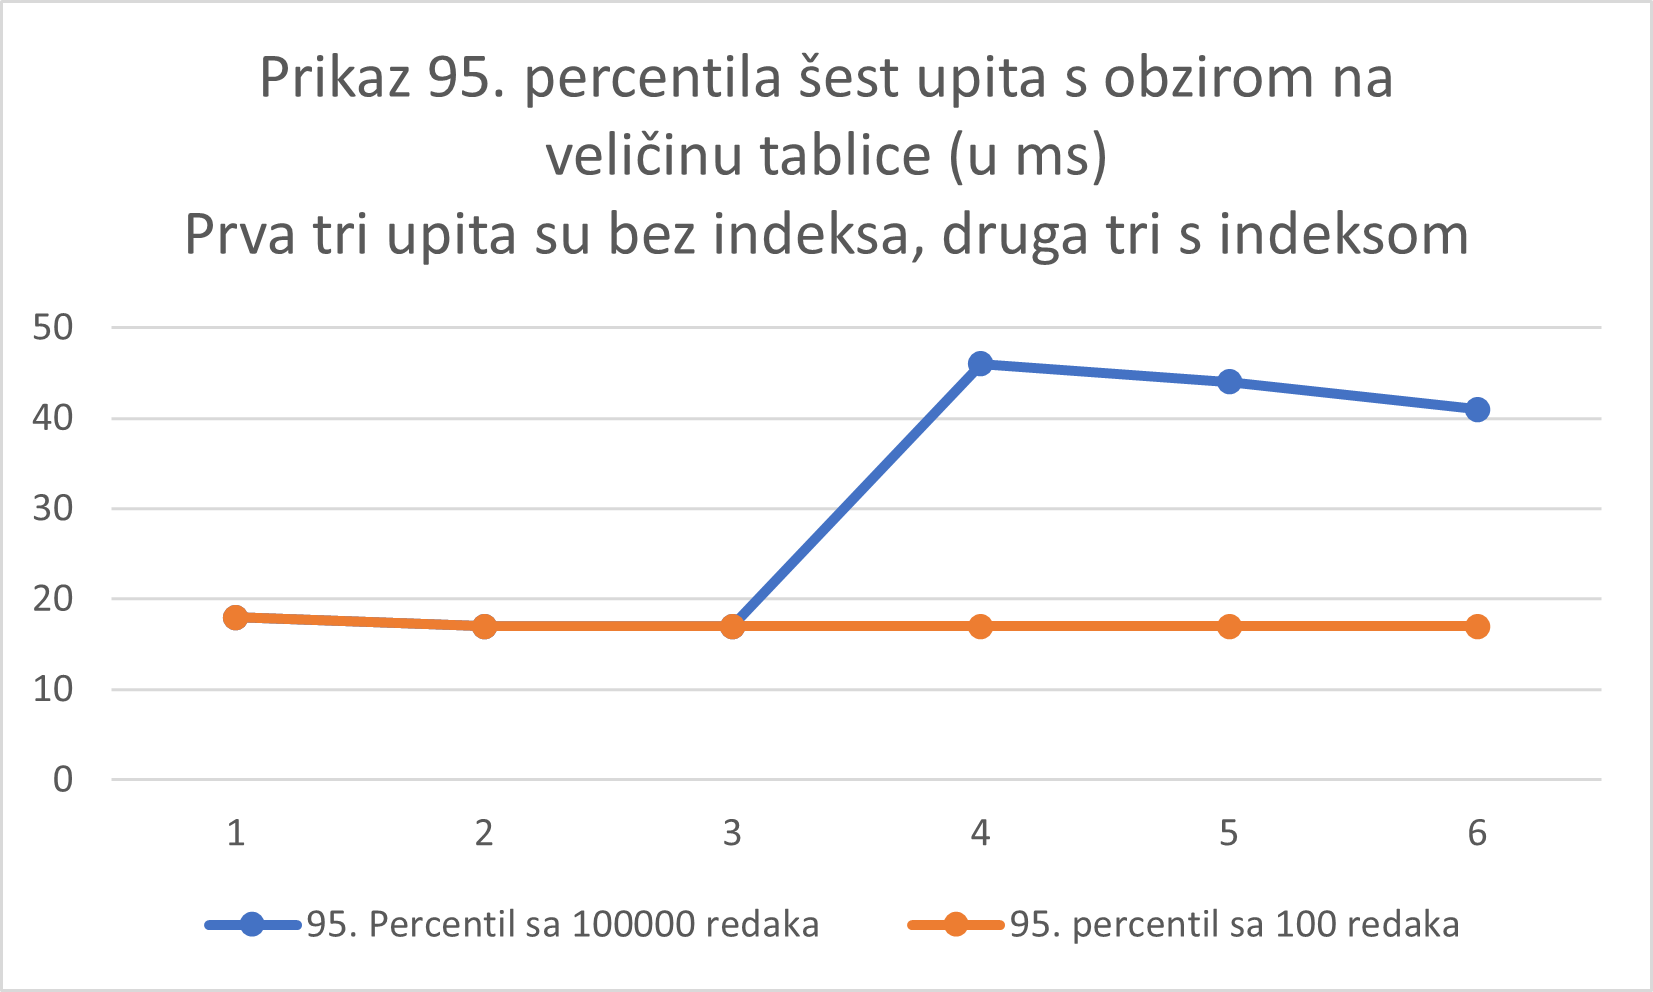 Prikaz 95. percentila šest upita s obzirom na
veličinu tablice (u ms)
Prva tri upita su bez indeksa, druga tri s indeksom
50
40
30
20
10
0
1 2 3 4 5 6
95. Percentil sa 100000 redaka 95. percentil sa 100 redaka